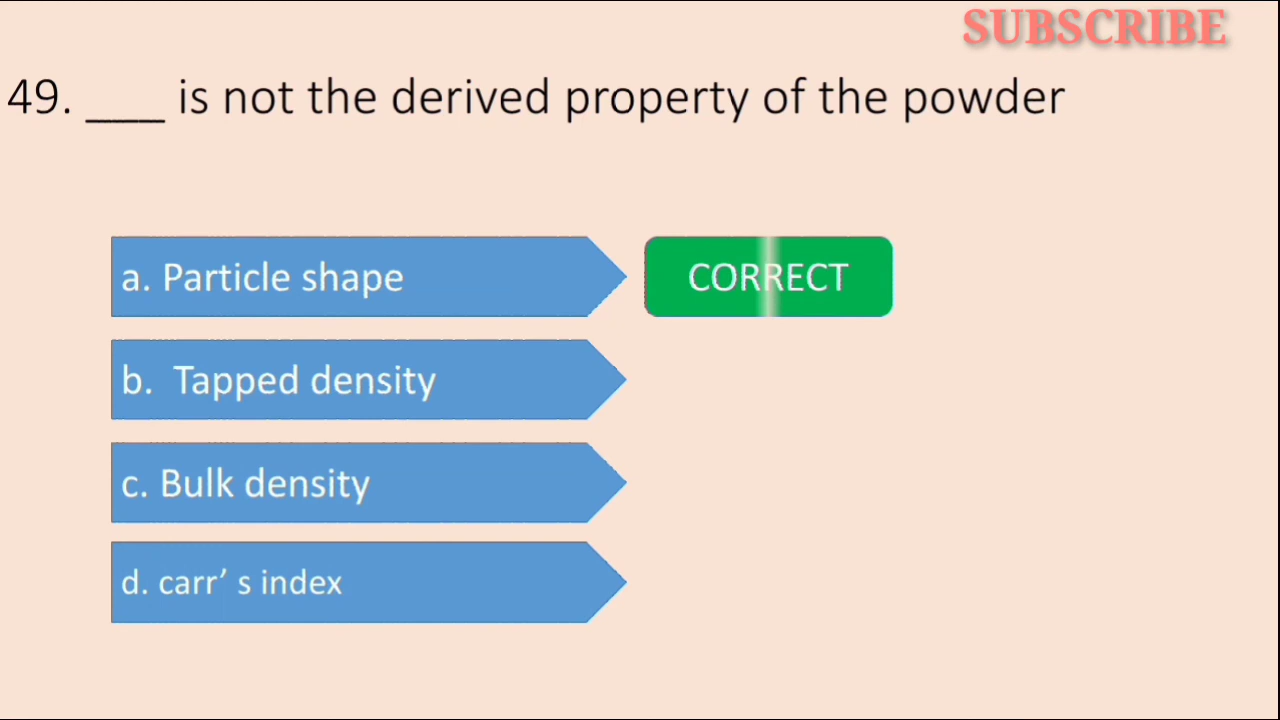 SUBSCRIBE
49. ___ is not the derived property of the powder
a. Particle shape
CORRECT
b. Tapped density
c. Bulk density
d. carr’ s index